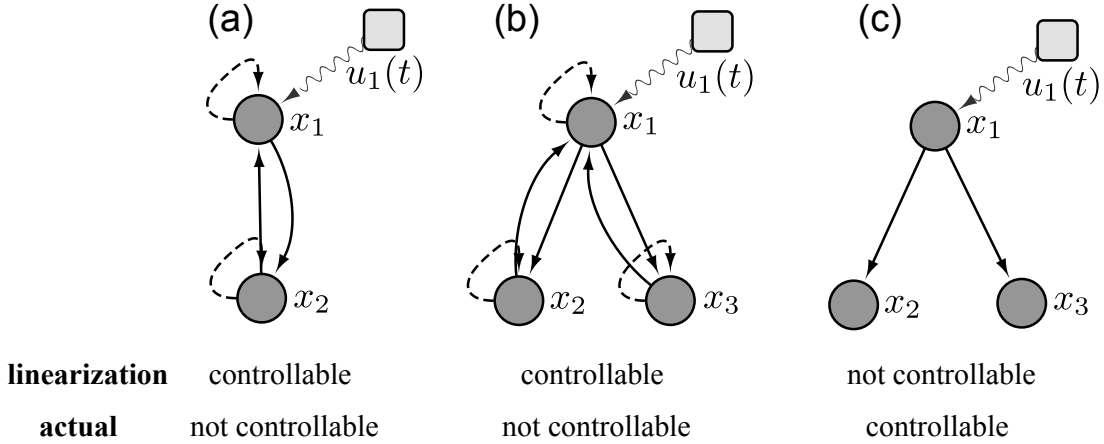 (a) (b) (c)
u₁(t) u₁(t) u₁(t)
x₁ x₁ x₁
x₂ x₂ x₃ x₂ x₃
linearization controllable controllable not controllable
actual not controllable not controllable controllable